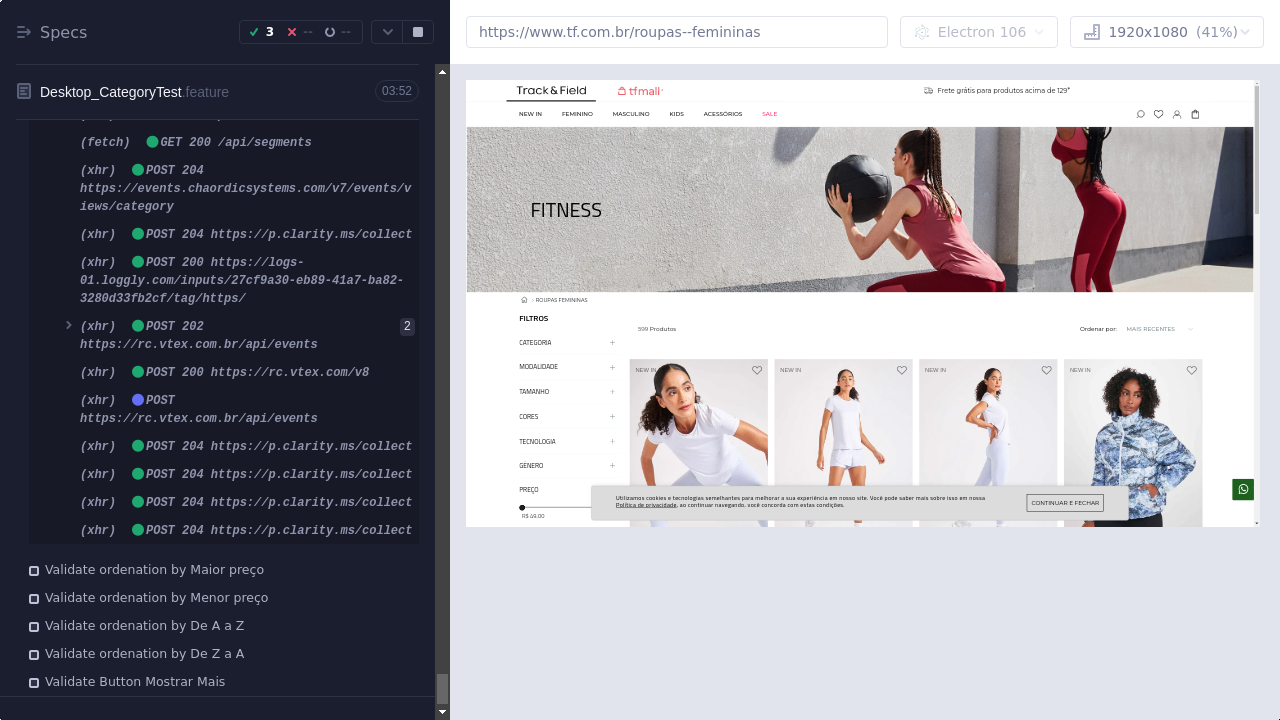 Specs
3
--
--
https://www.tf.com.br/roupas--femininas
Electron 106
1920x1080 (41%)
Desktop_CategoryTest.feature
03:52
(fetch) GET 200 /api/segments
(xhr) POST 204
https://events.chaordicsystems.com/v7/events/v
iews/category
(xhr) POST 204 https://p.clarity.ms/collect
(xhr) POST 200 https://logs-
01.loggly.com/inputs/27cf9a30-eb89-41a7-ba82-
3280d33fb2cf/tag/https/
(xhr) POST 202
2
https://rc.vtex.com.br/api/events
(xhr) POST 200 https://rc.vtex.com.br/v8
(xhr) POST
https://rc.vtex.com.br/api/events
(xhr) POST 204 https://p.clarity.ms/collect
(xhr) POST 204 https://p.clarity.ms/collect
(xhr) POST 204 https://p.clarity.ms/collect
(xhr) POST 204 https://p.clarity.ms/collect
Validate ordenation by Maior preço
Validate ordenation by Menor preço
Validate ordenation by De A a Z
Validate ordenation by De Z a A
Validate Button Mostrar Mais
Track&Field
tfmall
Frete grátis para produtos acima de 129*
NEW IN FEMININO MASCULINO KIDS ACESSÓRIOS SALE
FITNESS
› ROUPAS FEMININAS
FILTROS
599 Produtos
Ordenar por: MAIS RECENTES
CATEGORIA +
MODALIDADE +
TAMANHO +
CORES +
TECNOLOGIA +
GENERO +
PREÇO
R$ 49,00
NEW IN
NEW IN
NEW IN
NEW IN
Utilizamos cookies e tecnologias semelhantes para melhorar a sua experiência em nosso site. Você pode saber mais sobre isso em nossa
Política de privacidade, ao continuar navegando, você concorda com estas condições.
CONTINUAR E FECHAR